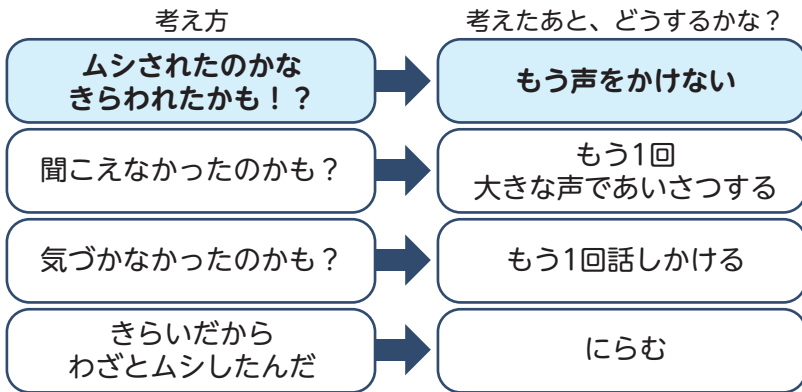 考え方
考えたあと、どうするかな？
ムシされたのかな
きらわれたかも！？
もう声をかけない
聞こえなかったのかも？
もう1回
大きな声であいさつする
気づかなかったのかも？
もう1回話しかける
きらいだから
わざとムシしたんだ
にらむ